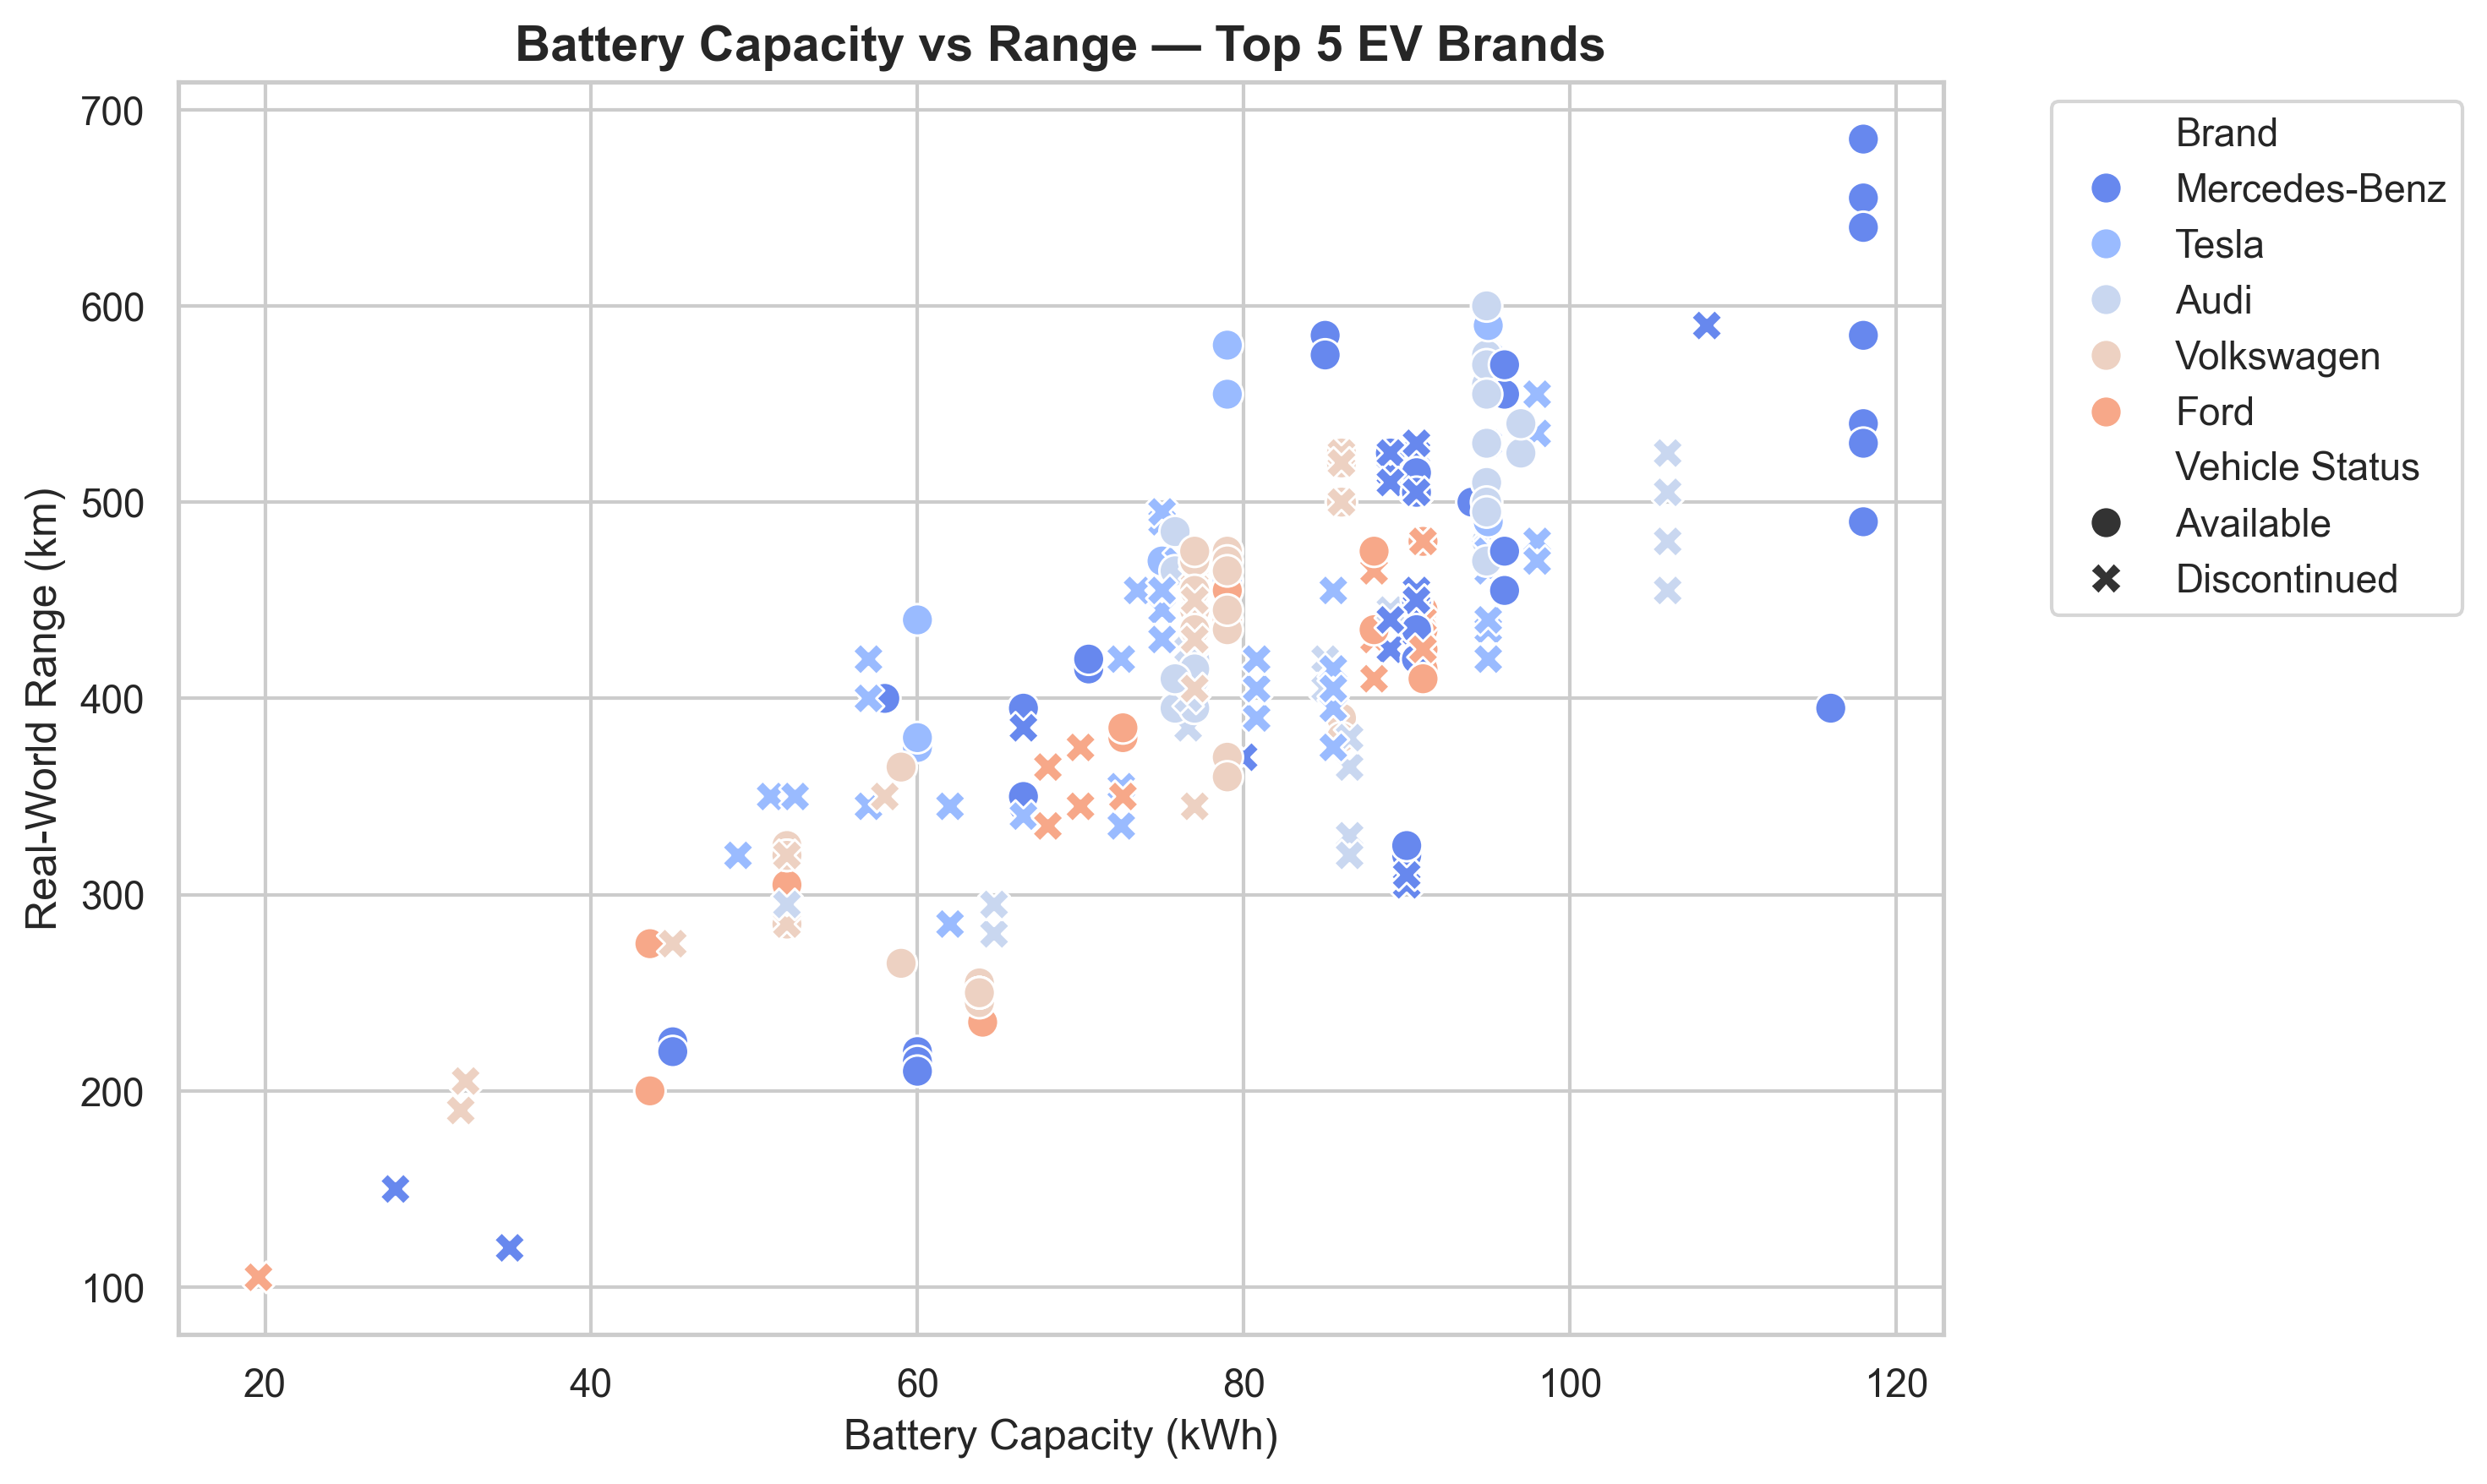 Battery Capacity vs Range — Top 5 EV Brands
Real-World Range (km)
700
600
500
400
300
200
100
20 40 60 80 100 120
Battery Capacity (kWh)
Brand
Mercedes-Benz
Tesla
Audi
Volkswagen
Ford
Vehicle Status
Available
Discontinued